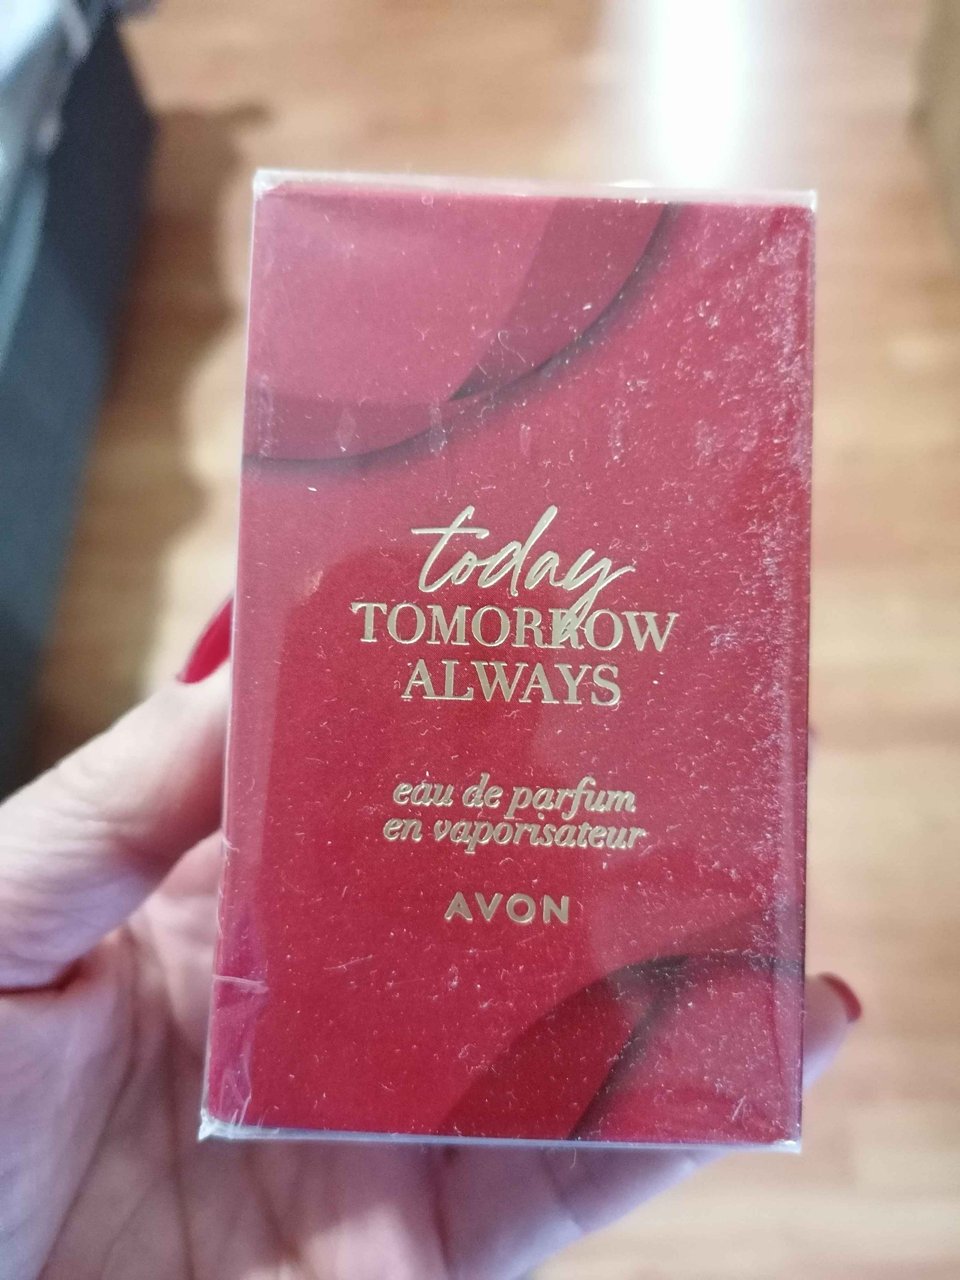 today
TOMORROW
ALWAYS
eau de parfum
en vaporisateur
AVON